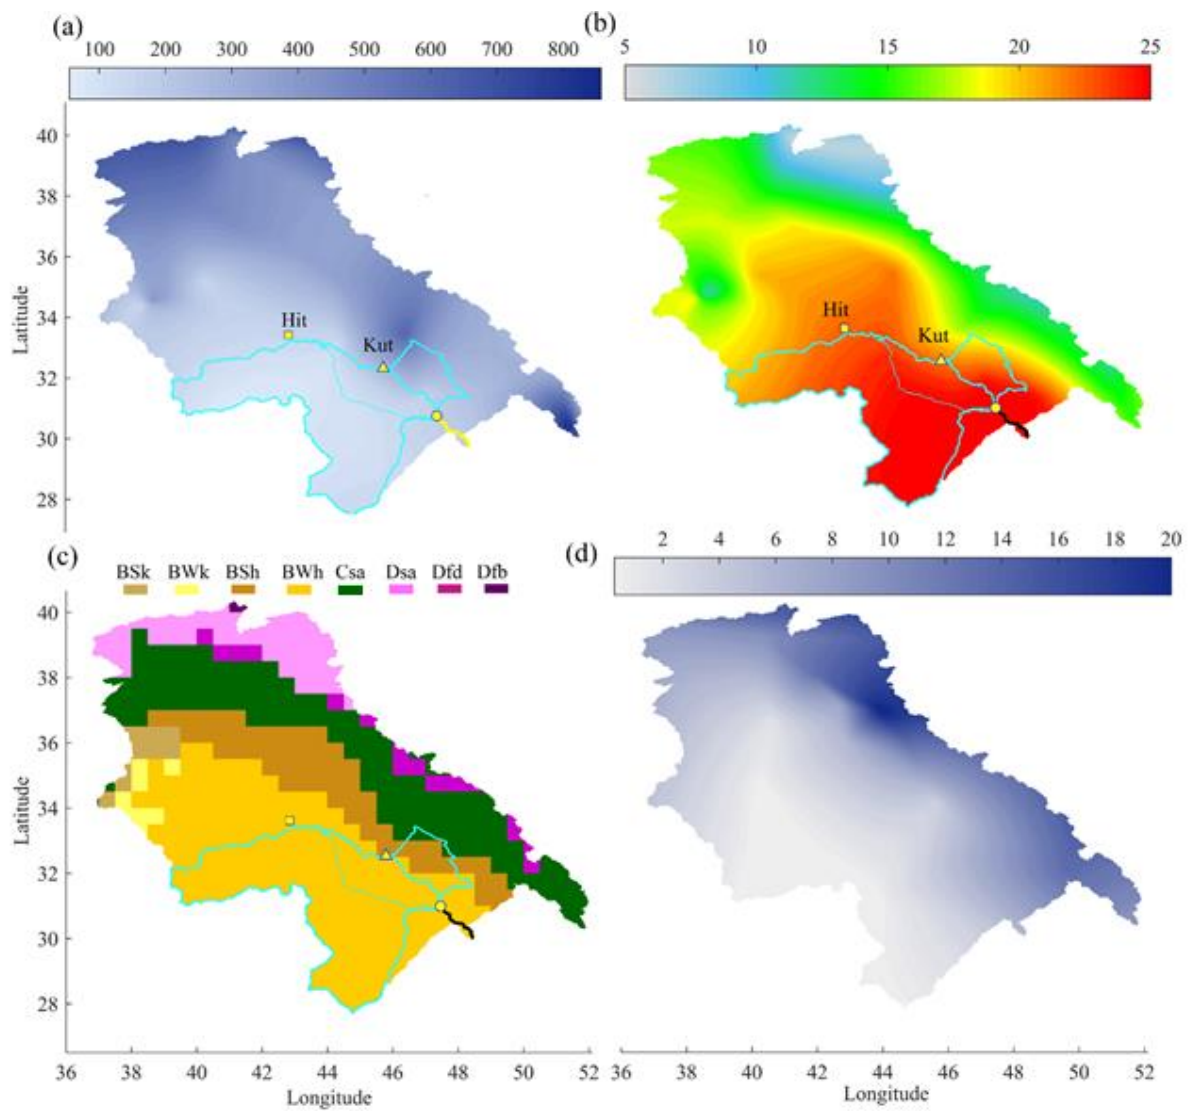 (a)
100 200 300 400 500 600 700 800
(b)
5 10 15 20 25
40
38
36
34
32
30
28
Latitude
Hit
Kut
Hit
Kut
(c)
BSk BWk BSh BWh Csa Dsa Dfd Dfb
(d)
2 4 6 8 10 12 14 16 18 20
40
38
36
34
32
30
28
Latitude
36 38 40 42 44 46 48 50 52
Longitude
36 38 40 42 44 46 48 50 52
Longitude